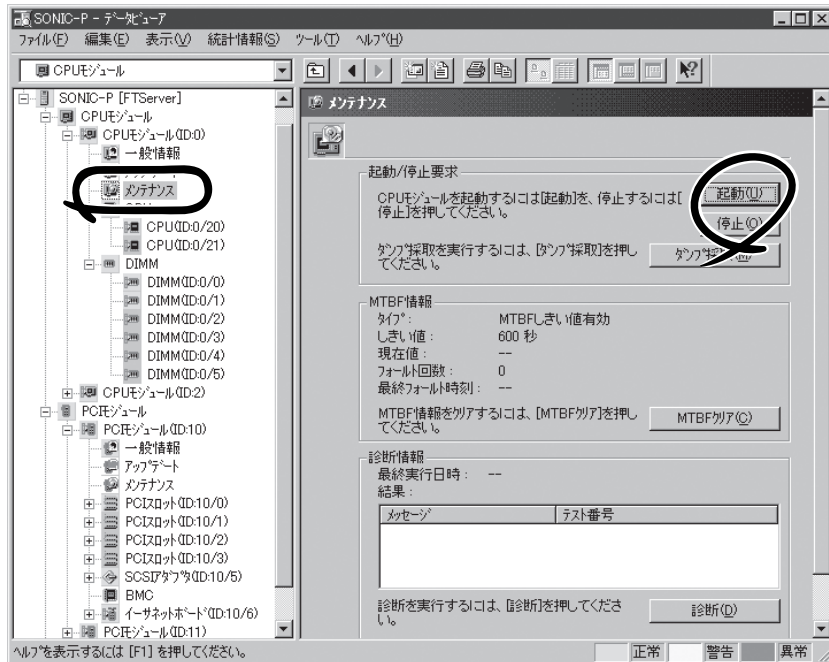 SONIC-P - データビューア
ファイル(F) 編集(E) 表示(V) 統計情報(S) ツール(T) ヘルプ(H)
CPUモジュール
SONIC-P [FTServer]
CPUモジュール
CPUモジュール(ID:0)
一般情報
メンテナンス
CPU(ID:0/20)
CPU(ID:0/21)
DIMM
DIMM(ID:0/0)
DIMM(ID:0/1)
DIMM(ID:0/2)
DIMM(ID:0/3)
DIMM(ID:0/4)
DIMM(ID:0/5)
CPUモジュール(ID:2)
PCIモジュール
PCIモジュール(ID:10)
一般情報
アップデート
メンテナンス
PCIスロット(ID:10/0)
PCIスロット(ID:10/1)
PCIスロット(ID:10/2)
PCIスロット(ID:10/3)
SCSIアダプタ(ID:10/5)
BMC
イーサネットボード(ID:10/6)
PCIモジュール(ID:11)
メンテナンス
起動/停止要求
CPUモジュールを起動するには[起動]を、停止するには[
停止]を押してください。
起動(U)
停止(O)
ダンプ採取を実行するには、[ダンプ採取]を押し
てください。
MTBF情報
タイプ: MTBFしきい値有効
しきい値: 600 秒
現在値: --
フォールト回数: 0
最終フォールト時刻: --
MTBF情報をクリアするには、[MTBFクリア]を押し
てください。
MTBFクリア(C)
診断情報
最終実行日時: --
結果:
メッセージ テスト番号
診断を実行するには、[診断]を押してくださ
い。
診断(D)
ヘルプを表示するには [F1] を押してください。
正常 警告 異常